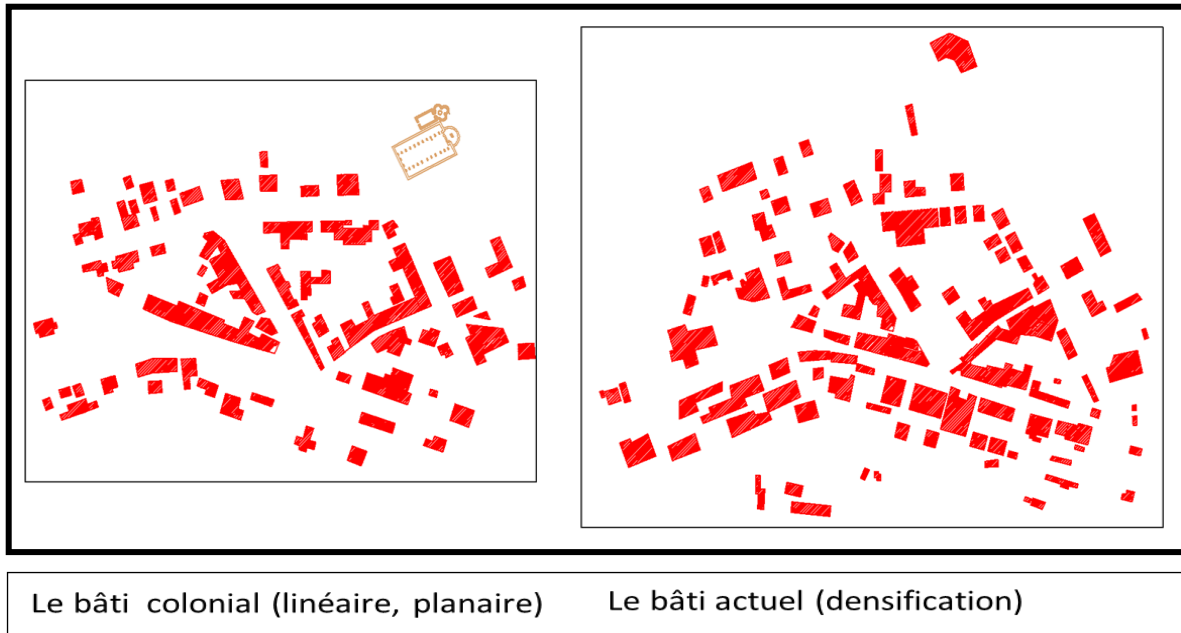 Le bâti colonial (linéaire, planaire)
Le bâti actuel (densification)